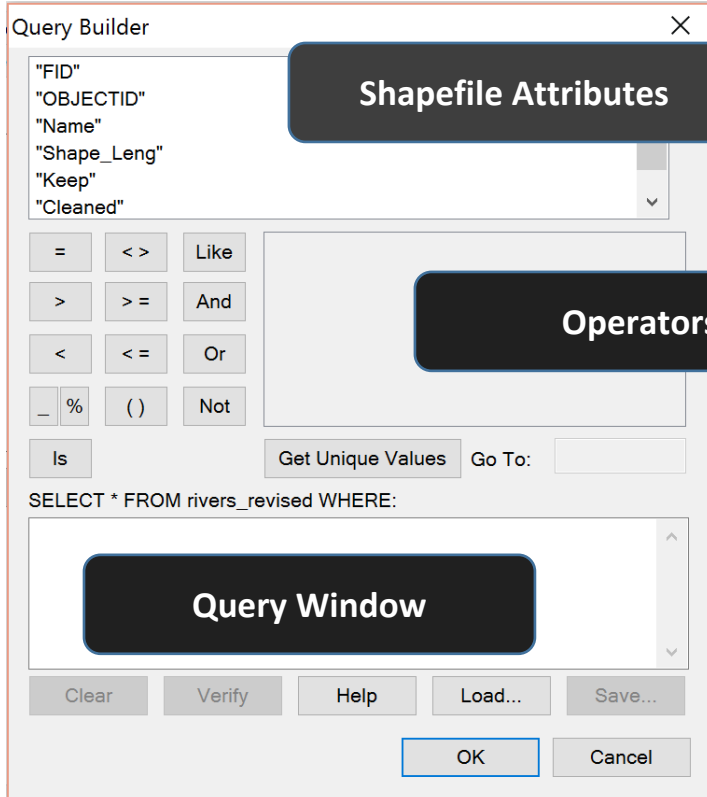 Query Builder
"FID"
"OBJECTID"
"Name"
"Shape_Leng"
"Keep"
"Cleaned"
Shapefile Attributes
= < > Like
> > = And
< < = Or
_ % ( ) Not
Operators
Is Get Unique Values Go To:
SELECT * FROM rivers_revised WHERE:
Query Window
Clear Verify Help Load... Save...
OK Cancel